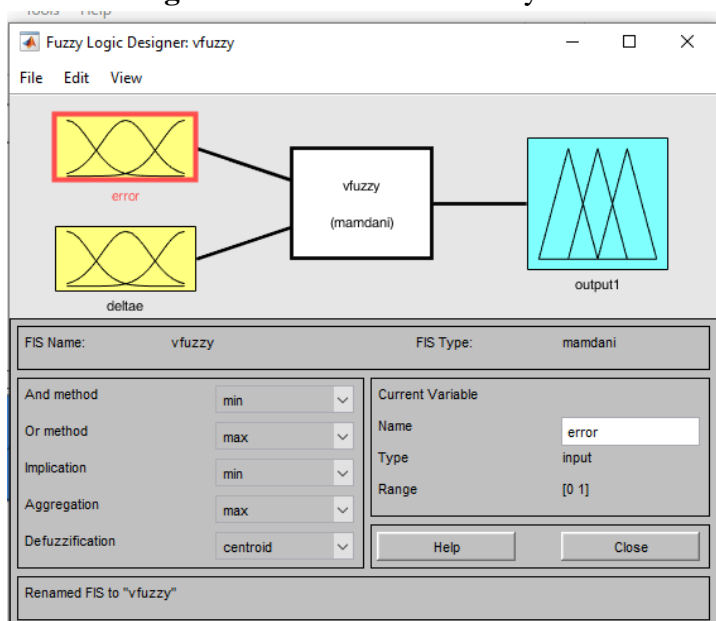 Tools Help
Fuzzy Logic Designer: vfuzzy
File Edit View
error
deltae
vfuzzy
(mamdani)
output1
FIS Name: vfuzzy FIS Type: mamdani
And method min
Or method max
Implication min
Aggregation max
Defuzzification centroid
Current Variable
Name error
Type input
Range [0 1]
Help Close
Renamed FIS to "vfuzzy"